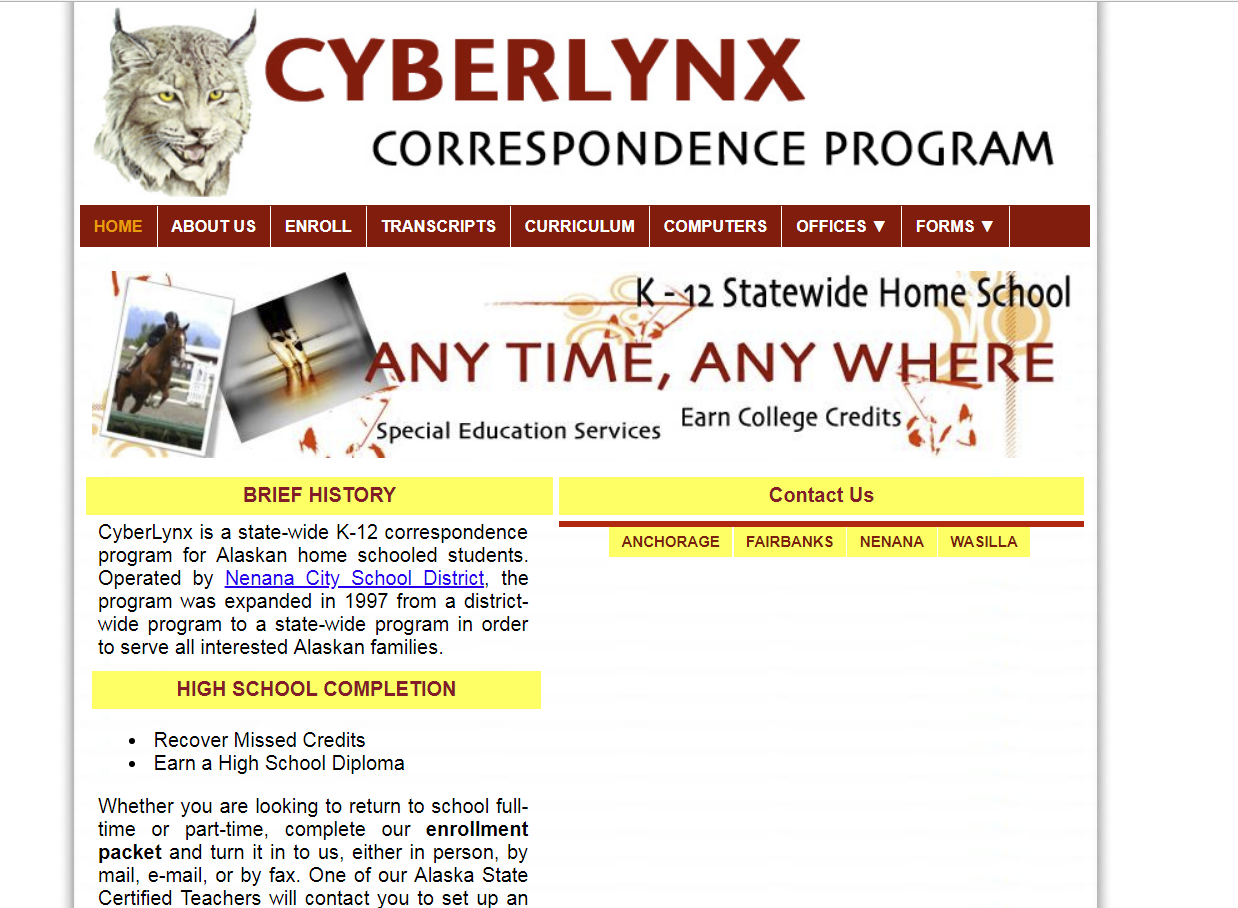 CYBERLYNX
CORRESPONDENCE PROGRAM
HOME ABOUT US ENROLL TRANSCRIPTS CURRICULUM COMPUTERS OFFICES ▼ FORMS ▼
K - 12 Statewide Home School
ANY TIME, ANY WHERE
Special Education Services
Earn College Credits
BRIEF HISTORY
CyberLynx is a state-wide K-12 correspondence
program for Alaskan home schooled students.
Operated by Nenana City School District, the
program was expanded in 1997 from a district-
wide program to a state-wide program in order
to serve all interested Alaskan families.
HIGH SCHOOL COMPLETION
• Recover Missed Credits
• Earn a High School Diploma
Whether you are looking to return to school full-
time or part-time, complete our enrollment
packet and turn it in to us, either in person, by
mail, e-mail, or by fax. One of our Alaska State
Certified Teachers will contact you to set up an
Contact Us
ANCHORAGE FAIRBANKS NENANA WASILLA